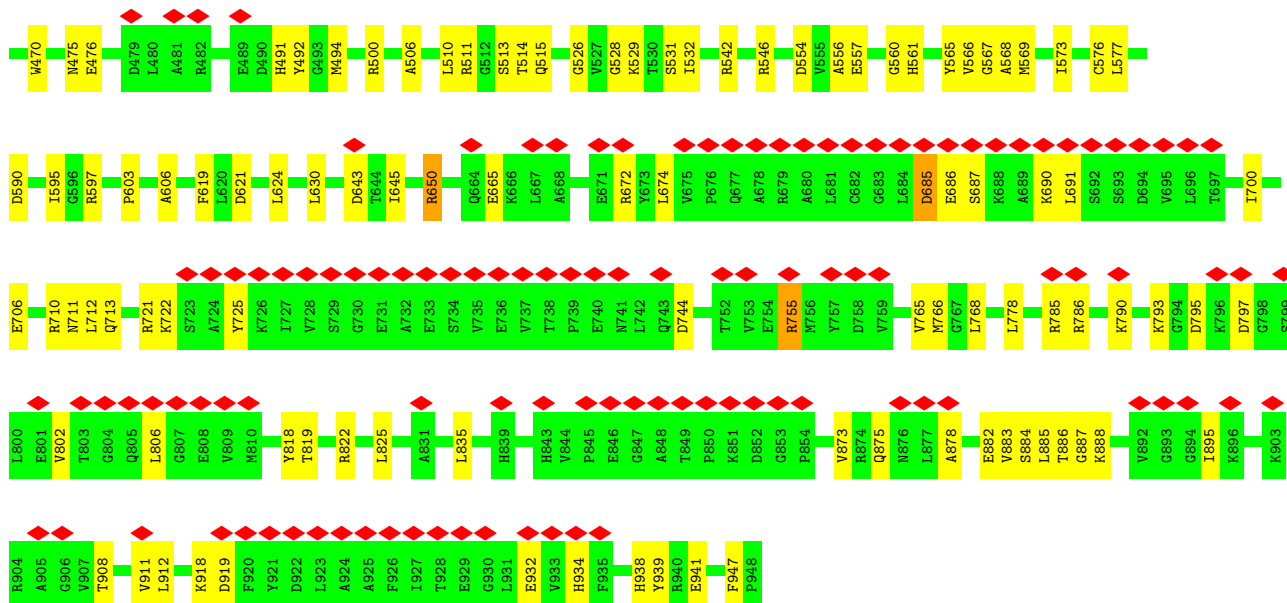 W470 N475 E476 D479 L480 A481 R482 E489 D490 H491 Y492 G493 M494 R500 A506 L510 R511 G512 S513 T514 Q515 G526 V527 G528 K529 T530 S531 I532 R542 R546 D554 V555 A556 E557 G560 H561 Y565 V566 G567 A568 M569 I573 C576 L577
D590 I595 G596 R597 P603 A606 F619 L620 D621 L624 L630 D643 T644 I645 R650 Q664 E665 K666 L667 A668 E671 R672 Y673 L674 V675 P676 Q677 A678 R679 A680 L681 C682 G683 L684 D685 E686 S687 K688 A689 K690 L691 S692 S693 D694 V695 L696 T697 I700
E706 R710 N711 L712 Q713 R721 K722 S723 A724 Y725 K726 I727 V728 S729 G730 E731 A732 E733 S734 V735 E736 V737 T738 P739 E740 N741 L742 Q743 D744 T752 V753 E754 R755 M756 Y757 D758 V759 V765 M766 G767 L768 L778 R785 R786 K790 K793 G794 D795 K796 D797 G798 S799
L800 E801 V802 T803 G804 Q805 L806 G807 E808 V809 M810 Y818 T819 R822 L825 A831 L835 H839 H843 V844 P845 E846 G847 A848 T849 P850 K851 D852 G853 P854 V873 R874 Q875 N876 L877 A878 E882 V883 S884 L885 T886 G887 K888 V892 G893 G894 I895 K896 K903
R904 A905 G906 V907 T908 V911 L912 K918 D919 F920 Y921 D922 L923 A924 A925 F926 I927 T928 E929 G930 L931 E932 V933 H934 F935 H938 Y939 R940 E941 F947 P948